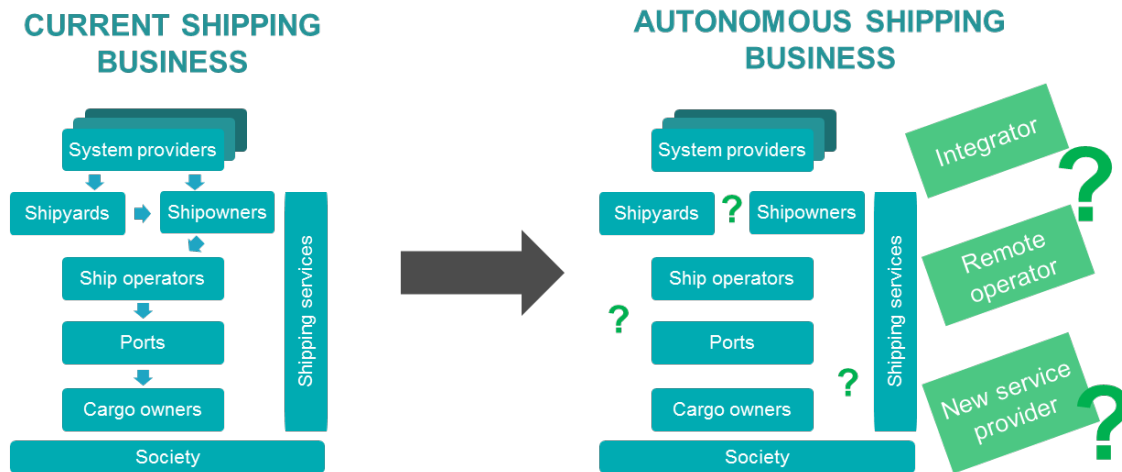 CURRENT SHIPPING
BUSINESS
System providers
Shipyards
Shipowners
Ship operators
Ports
Cargo owners
Shipping services
Society
AUTONOMOUS SHIPPING
BUSINESS
System providers
Shipyards
?
Shipowners
Ship operators
?
Ports
?
Cargo owners
Shipping services
Society
Integrator
?
Remote
operator
New service
provider
?